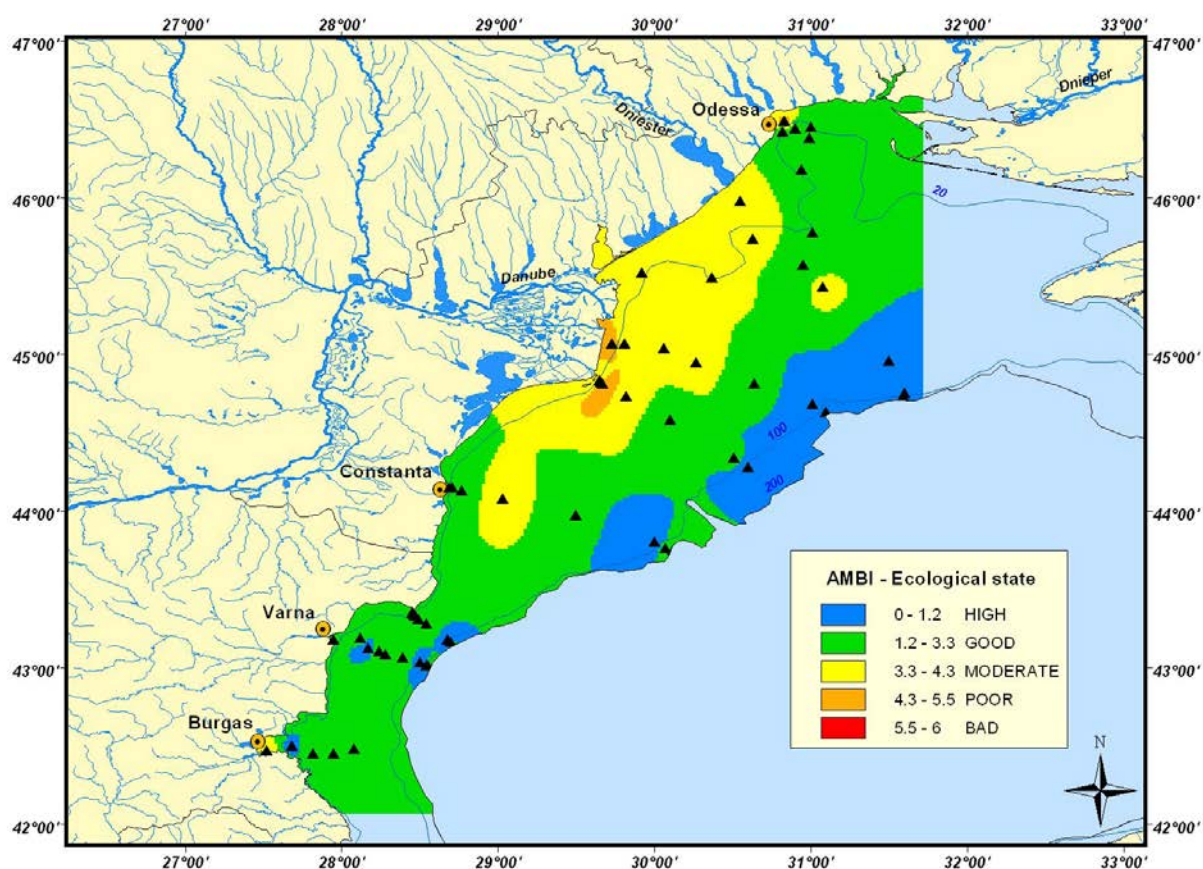 27°00' 28°00' 29°00' 30°00' 31°00' 32°00' 33°00'
47°00' 47°00'
Dnieper
Odessa
Dniester
20
46°00' 46°00'
Danube
45°00' 45°00'
100
Constanta
200
44°00' 44°00'
AMBI - Ecological state
0 - 1.2 HIGH
1.2 - 3.3 GOOD
3.3 - 4.3 MODERATE
4.3 - 5.5 POOR
5.5 - 6 BAD
Varna
43°00' 43°00'
Burgas
N
42°00' 42°00'
27°00' 28°00' 29°00' 30°00' 31°00' 32°00' 33°00'